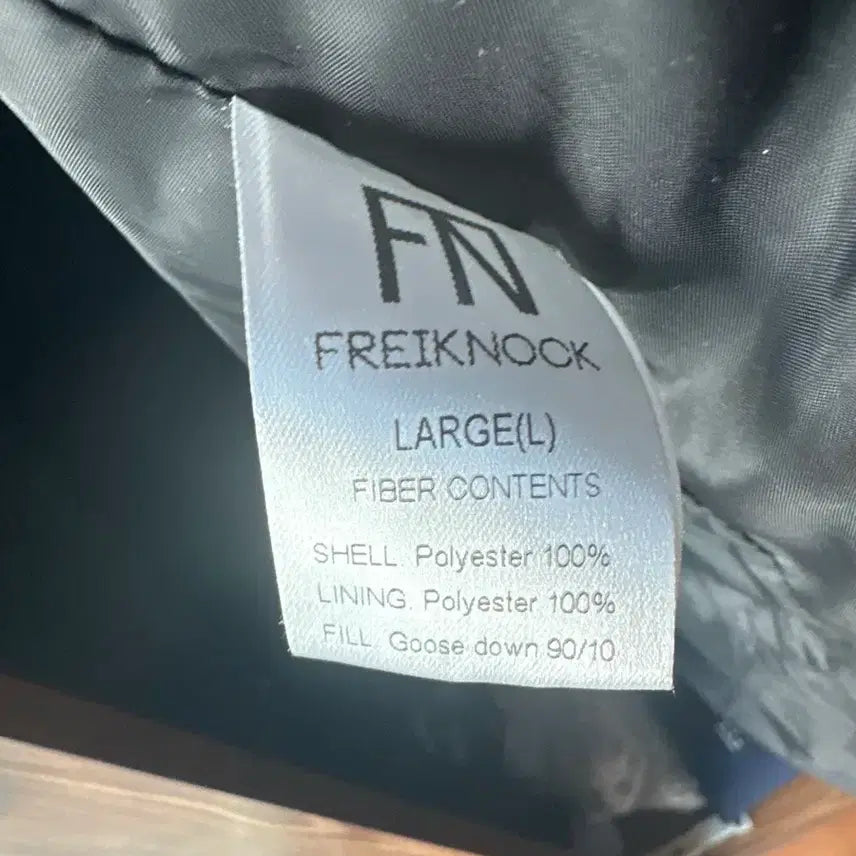 FN
FREIKNOCK
LARGE(L)
FIBER CONTENTS
SHELL. Polyester 100%
LINING. Polyester 100%
FILL. Goose down 90/10